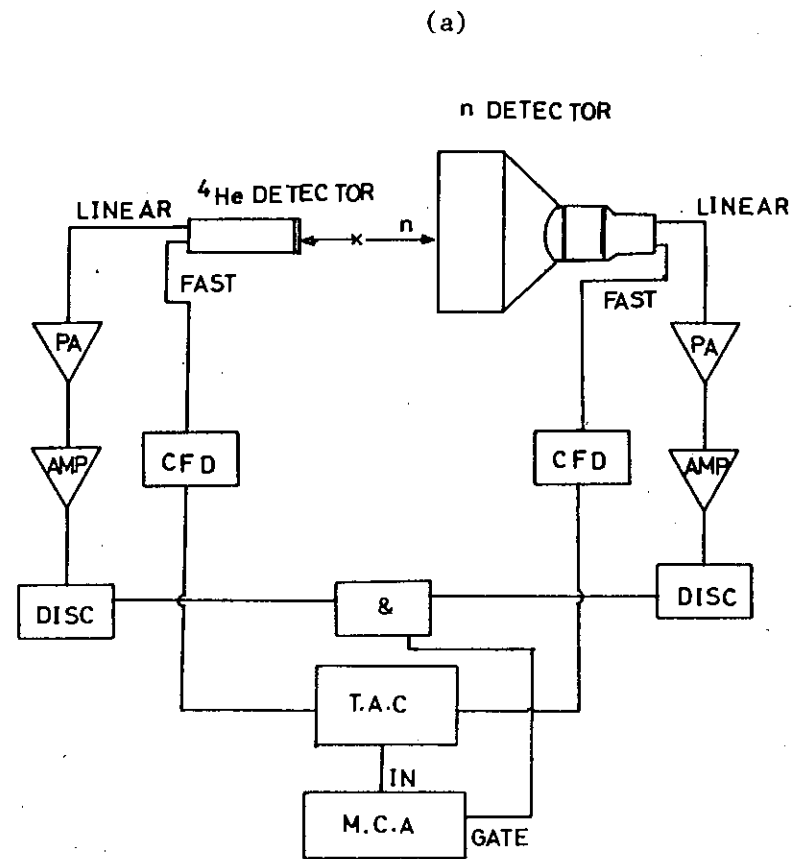 (a)
n DETECTOR
⁴He DETECTOR
LINEAR
n
LINEAR
FAST
FAST
PA
PA
CFD
CFD
AMP
AMP
DISC
&
DISC
T.A.C
IN
M.C.A
GATE